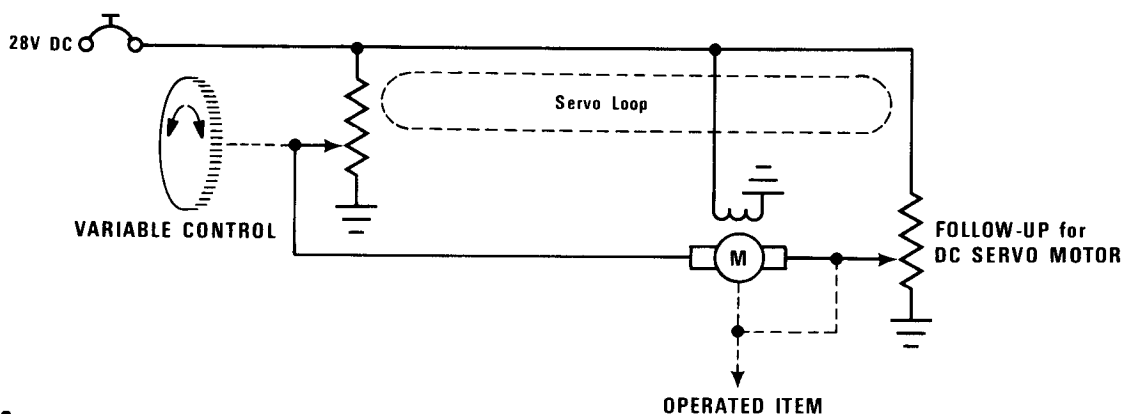 28V DC
Servo Loop
VARIABLE CONTROL
M
FOLLOW-UP for
DC SERVO MOTOR
OPERATED ITEM